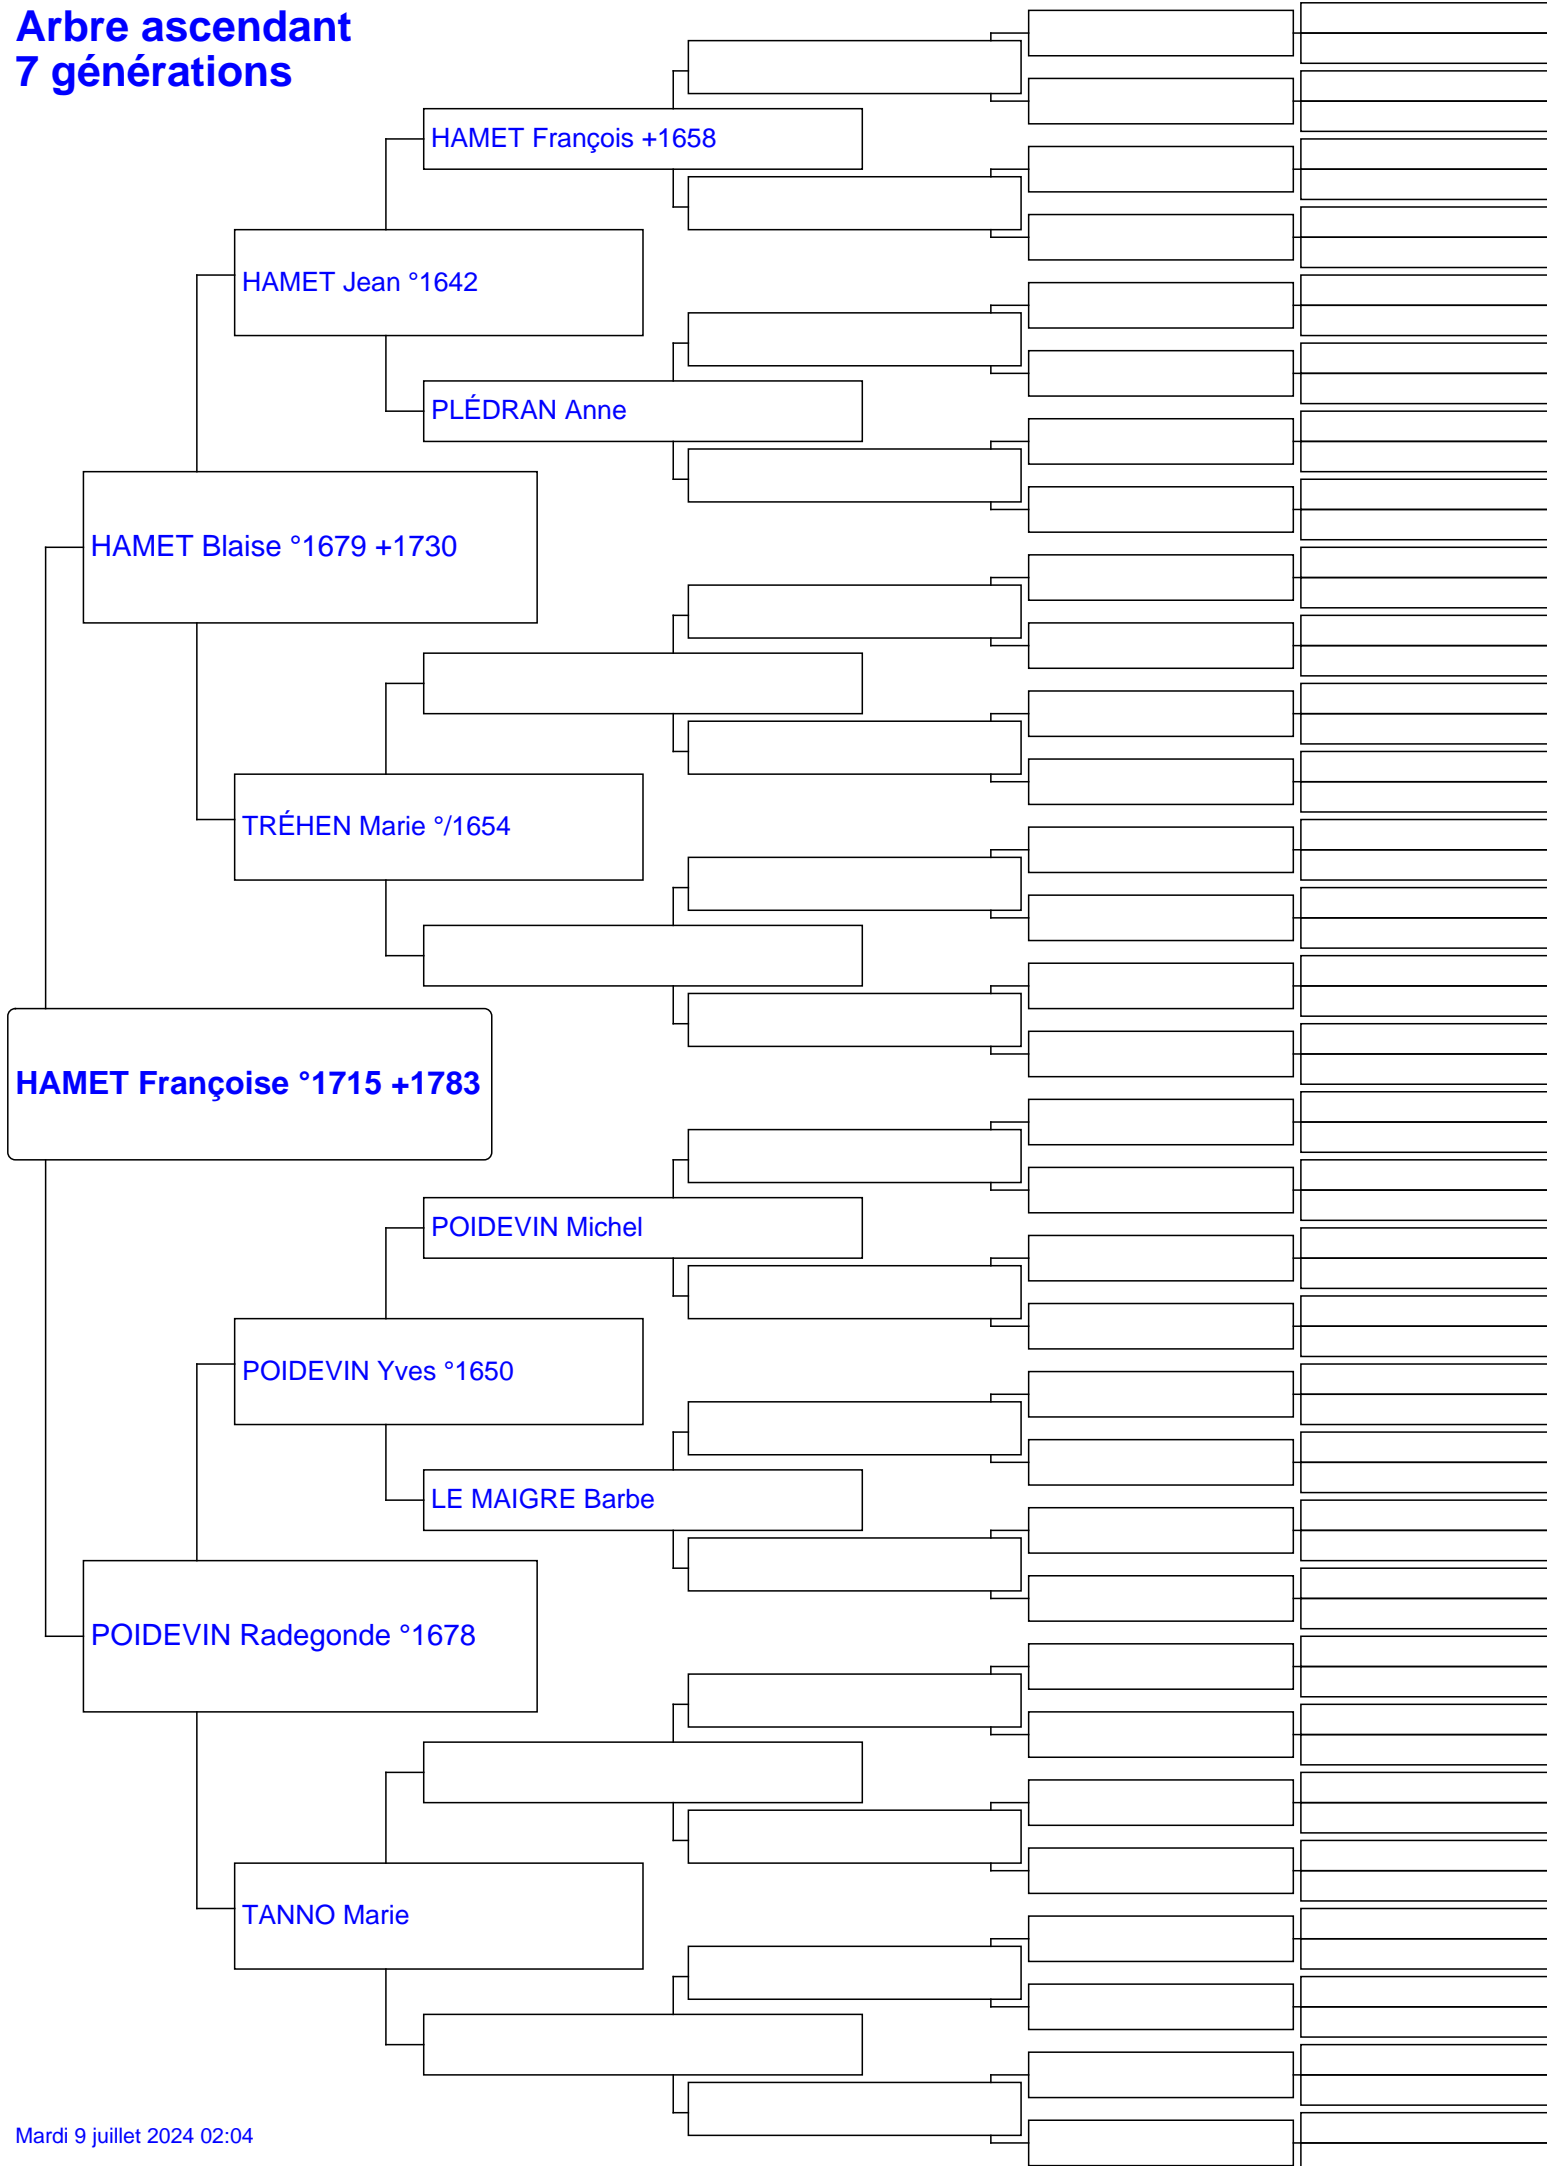 Arbre ascendant
7 générations
HAMET François +1658
HAMET Jean °1642
PLÉDRAN Anne
HAMET Blaise °1679 +1730
TRÉHEN Marie °/1654
HAMET Françoise °1715 +1783
POIDEVIN Michel
POIDEVIN Yves °1650
LE MAIGRE Barbe
POIDEVIN Radegonde °1678
TANNO Marie
Mardi 9 juillet 2024 02:04